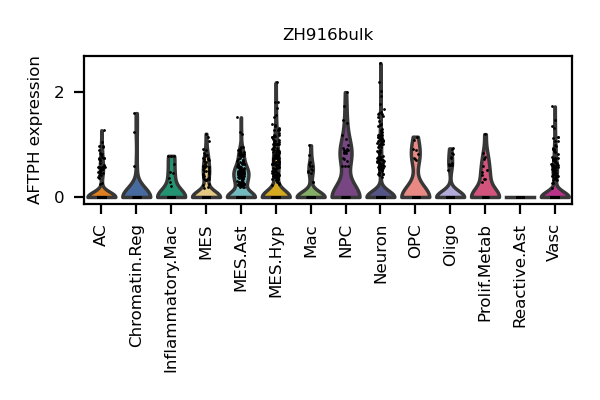 ZH916bulk
AFTPH expression
2
0
AC
Chromatin.Reg
Inflammatory.Mac
MES
MES.Ast
MES.Hyp
Mac
NPC
Neuron
OPC
Oligo
Prolif.Metab
Reactive.Ast
Vasc